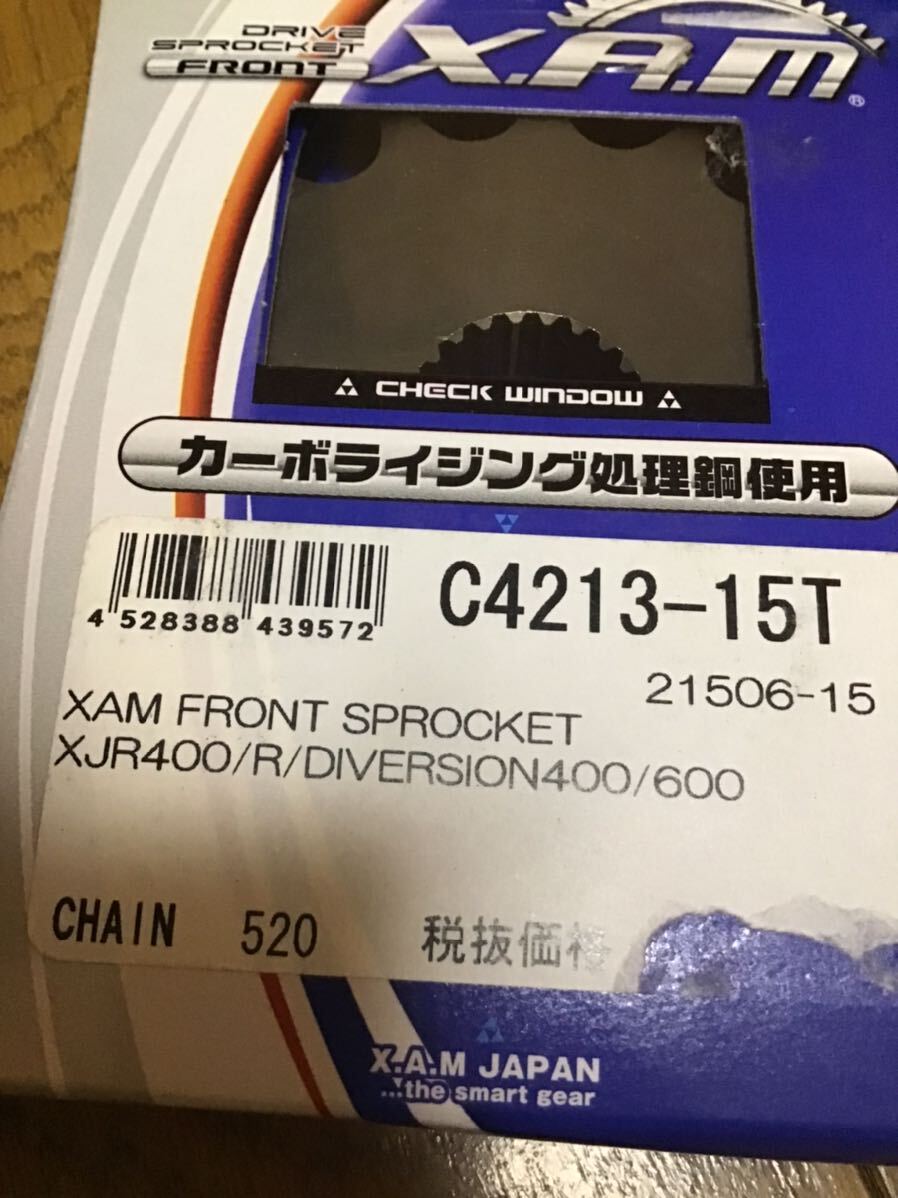 DRIVE
SPROCKET
FRONT
X.A.M®
CHECK WINDOW
カーボライジング処理鋼使用
C4213-15T
4 528388 439572
21506-15
XAM FRONT SPROCKET
XJR400/R/DIVERSION400/600
CHAIN 520 税抜価格
X.A.M JAPAN
...the smart gear